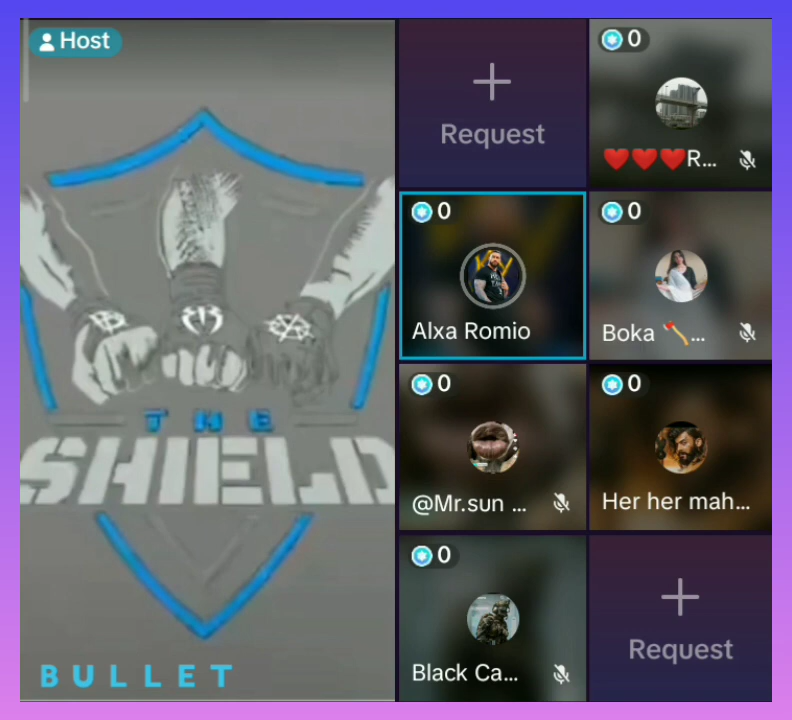 Host
THE
SHIELD
BULLET
Request
0
❤️❤️❤️R...
0
Alxa Romio
0
Boka 🪓...
0
@Mr.sun ...
0
Her her mah...
0
Black Ca...
Request